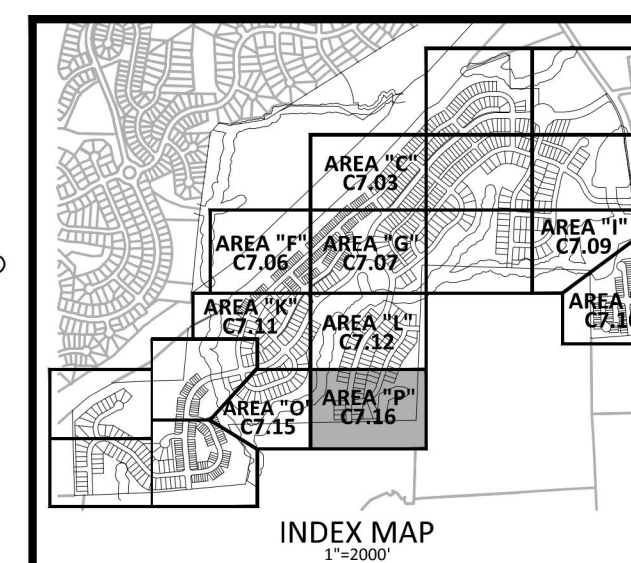 AREA "C"
C7.03
AREA "F"
C7.06
AREA "G"
C7.07
AREA "I"
C7.09
AREA "K"
C7.11
AREA "L"
C7.12
AREA
AREA "O"
C7.15
AREA "P"
C7.16
INDEX MAP
1"=2000'